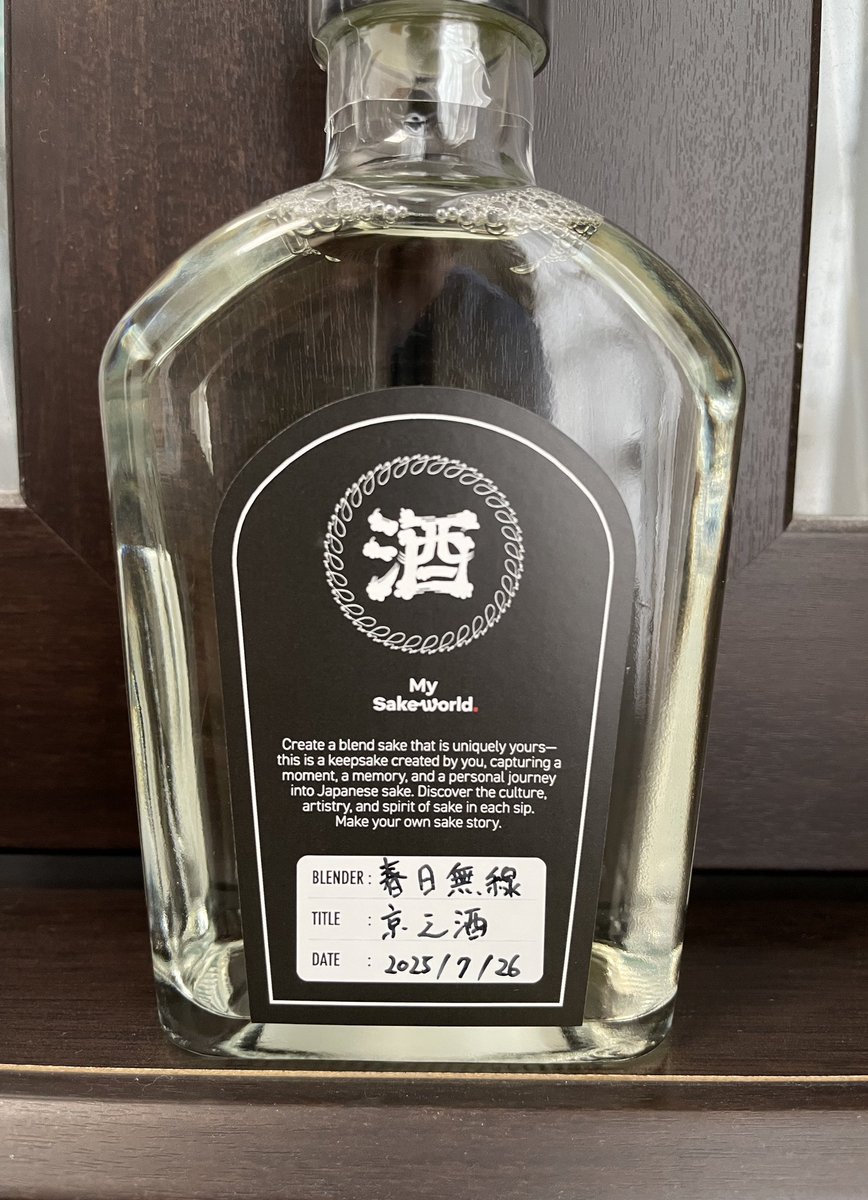 酒
My
SakeWorld.
Create a blend sake that is uniquely yours—
this is a keepsake created by you, capturing a
moment, a memory, and a personal journey
into Japanese sake. Discover the culture,
artistry, and spirit of sake in each sip.
Make your own sake story.
BLENDER : 春日無線
TITLE : 京之酒
DATE : 2025/7/26